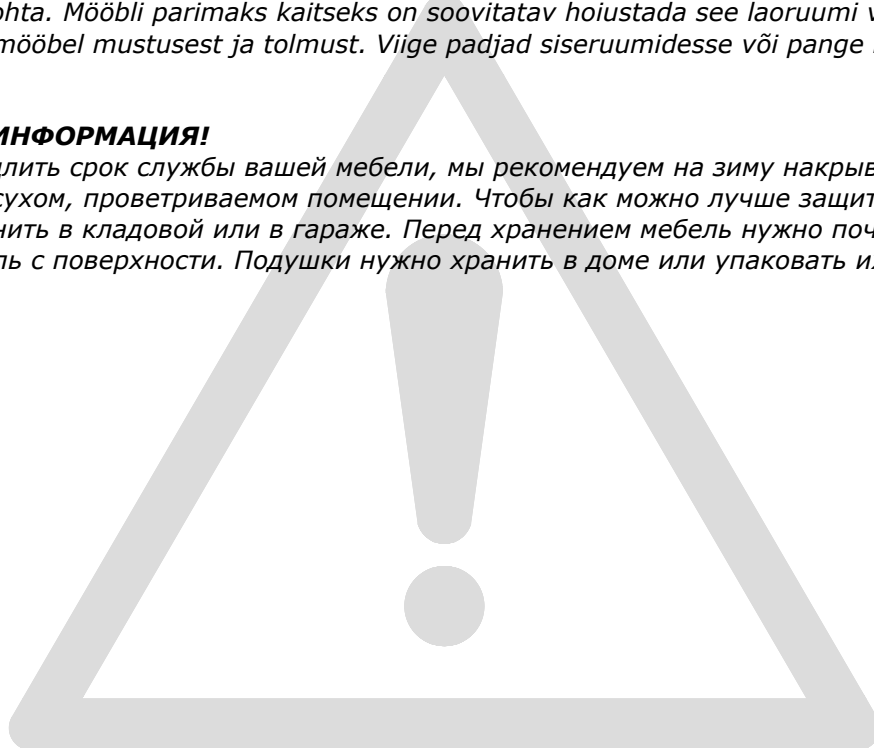 ohta. Mööbli parimaks kaitseks on soovitatav hoiustada see laoruumi v
mööbel mustusest ja tolmust. Viige padjad siseruumidesse või pange
ИНФОРМАЦИЯ!
длить срок службы вашей мебели, мы рекомендуем на зиму накрыв
сухом, проветриваемом помещении. Чтобы как можно лучше защит
нить в кладовой или в гараже. Перед хранением мебель нужно поч
ль с поверхности. Подушки нужно хранить в доме или упаковать и